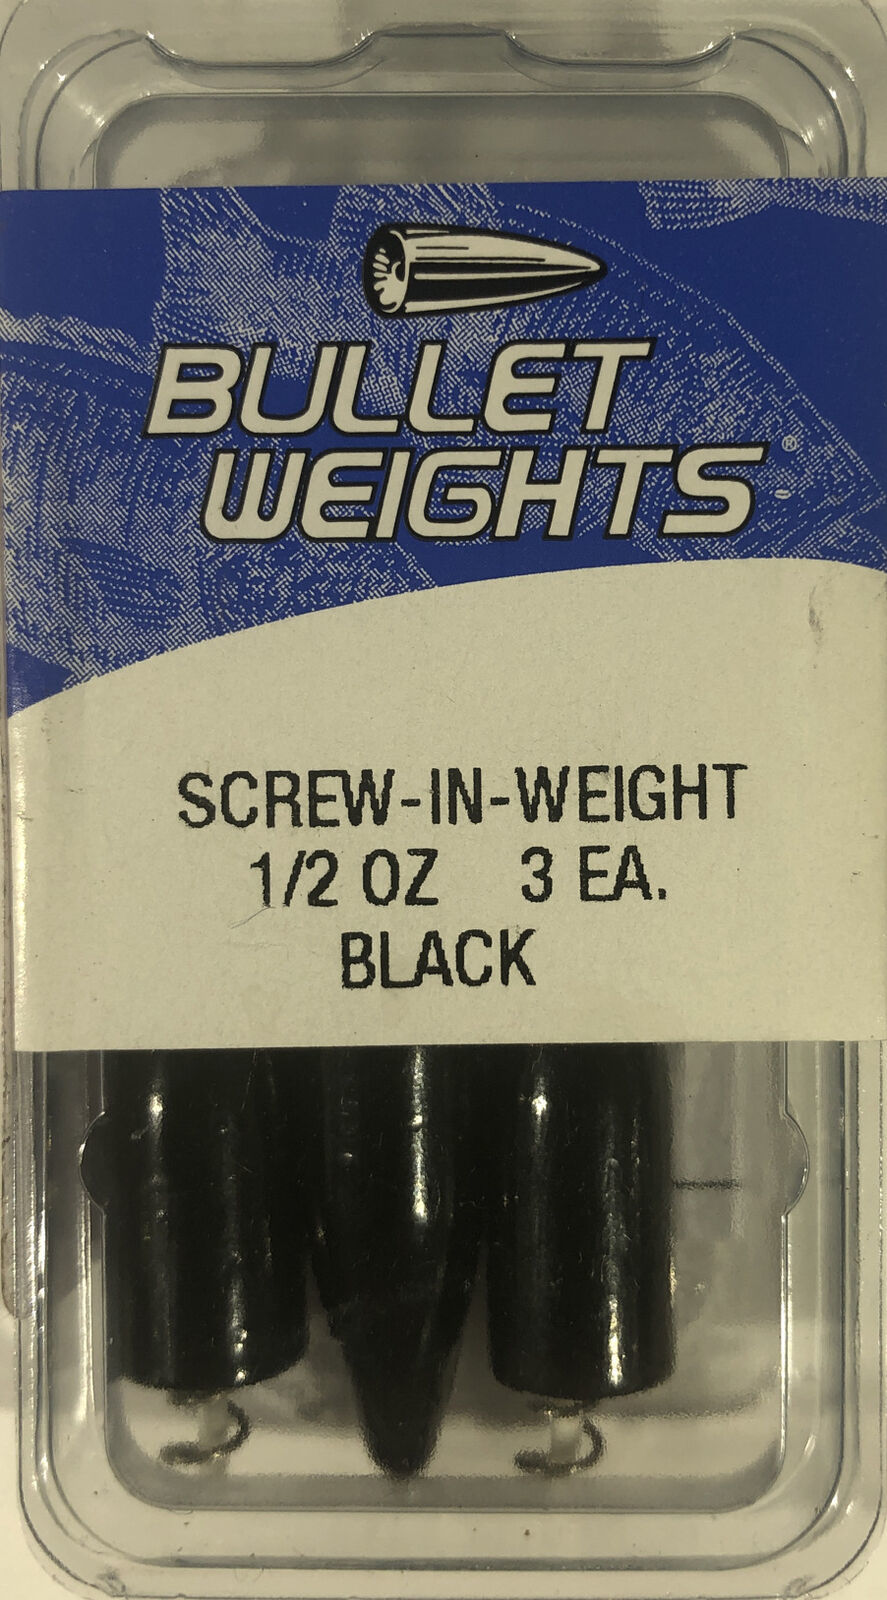 BULLET
WEIGHTS®
SCREW-IN-WEIGHT
1/2 OZ 3 EA.
BLACK